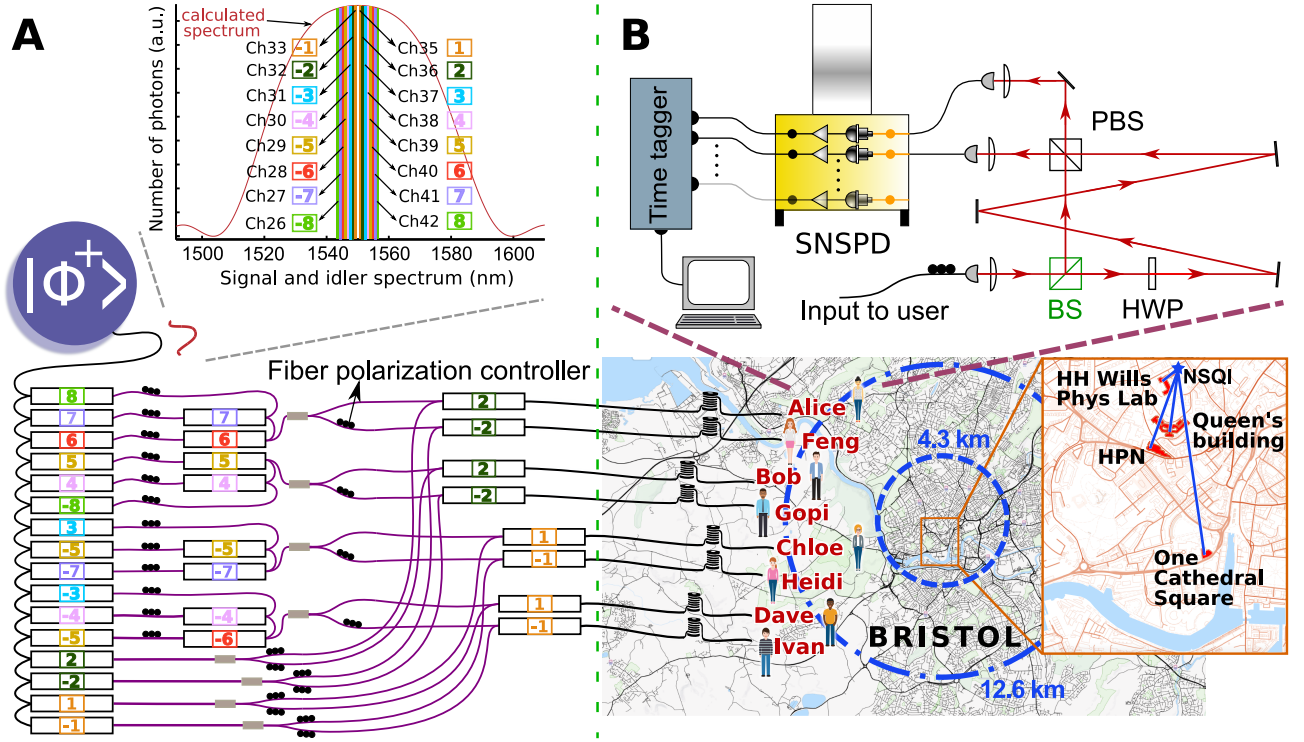 A
calculated
spectrum
Number of photons (a.u.)
Ch33 -1
Ch32 -2
Ch31 -3
Ch30 -4
Ch29 -5
Ch28 -6
Ch27 -7
Ch26 -8
Ch35 1
Ch36 2
Ch37 3
Ch38 4
Ch39 5
Ch40 6
Ch41 7
Ch42 8
1500 1520 1540 1560 1580 1600
Signal and idler spectrum (nm)
|Φ⁺>
Fiber polarization controller
8
7 7
6 6
5 5
4 4
-8
3
-5 -5
-7 -7
-3
-4 -4
-5 -6
2
-2
1
-1
2
-2
2
-2
1
-1
1
-1
B
Time tagger
SNSPD
PBS
Input to user
BS
HWP
Alice
Feng
Bob
Gopi
Chloe
Heidi
Dave
Ivan
4.3 km
BRISTOL
12.6 km
HH Wills
Phys Lab
NSQI
Queen's
building
HPN
One
Cathedral
Square